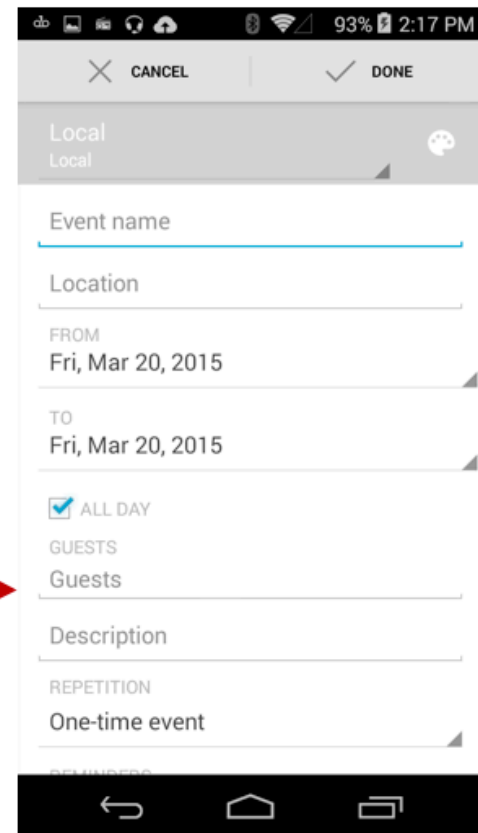 93% 2:17 PM
CANCEL DONE
Local
Local
Event name
Location
FROM
Fri, Mar 20, 2015
TO
Fri, Mar 20, 2015
ALL DAY
GUESTS
Guests
Description
REPETITION
One-time event
REMINDERS